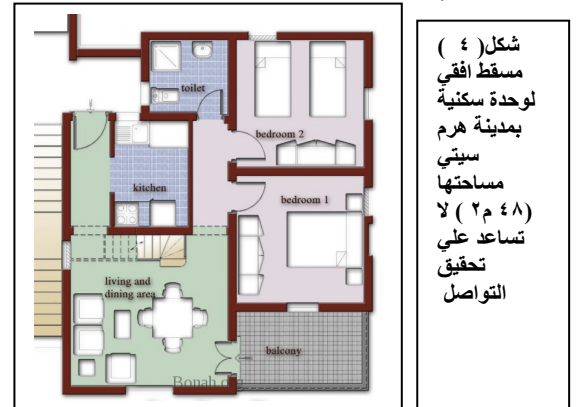 toilet
bedroom 2
kitchen
bedroom 1
living and
dining area
balcony
شكل( ٤ )
مسقط افقي
لوحدة سكنية
بمدينة هرم
سيتي
مساحتها
(٤٨ م٢ ) لا
تساعد علي
تحقيق
التواصل